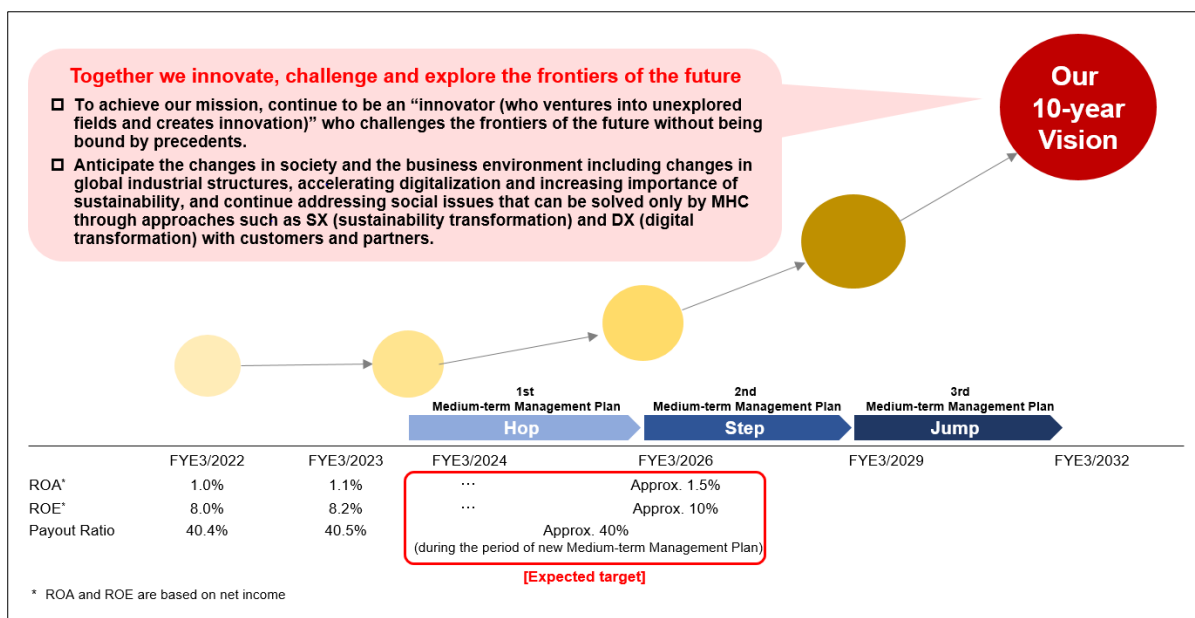 Together we innovate, challenge and explore the frontiers of the future
To achieve our mission, continue to be an “innovator (who ventures into unexplored
fields and creates innovation)” who challenges the frontiers of the future without being
bound by precedents.
Anticipate the changes in society and the business environment including changes in
global industrial structures, accelerating digitalization and increasing importance of
sustainability, and continue addressing social issues that can be solved only by MHC
through approaches such as SX (sustainability transformation) and DX (digital
transformation) with customers and partners.
Our
10-year
Vision
1st
Medium-term Management Plan
Hop
2nd
Medium-term Management Plan
Step
3rd
Medium-term Management Plan
Jump
FYE3/2022 FYE3/2023 FYE3/2024 FYE3/2026 FYE3/2029 FYE3/2032
ROA* 1.0% 1.1% … Approx. 1.5%
ROE* 8.0% 8.2% … Approx. 10%
Payout Ratio 40.4% 40.5% Approx. 40%
(during the period of new Medium-term Management Plan)
[Expected target]
* ROA and ROE are based on net income